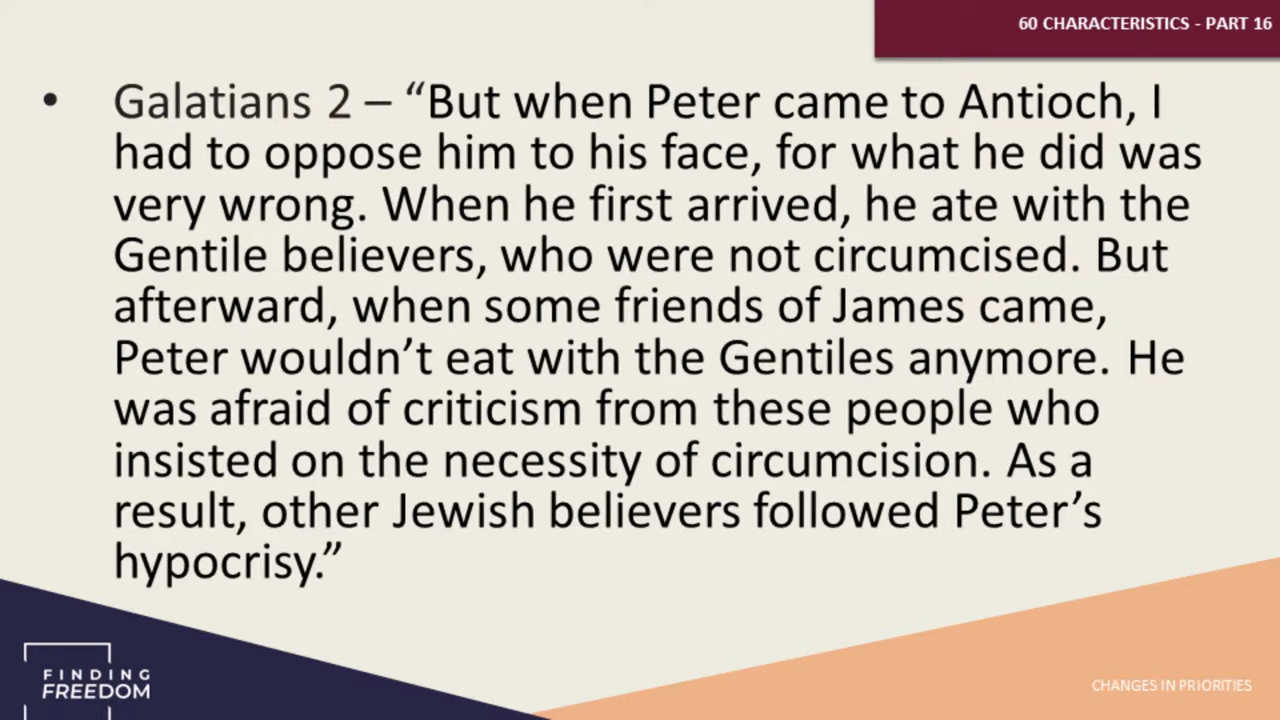 60 CHARACTERISTICS - PART 16
• Galatians 2 – “But when Peter came to Antioch, I
had to oppose him to his face, for what he did was
very wrong. When he first arrived, he ate with the
Gentile believers, who were not circumcised. But
afterward, when some friends of James came,
Peter wouldn’t eat with the Gentiles anymore. He
was afraid of criticism from these people who
insisted on the necessity of circumcision. As a
result, other Jewish believers followed Peter’s
hypocrisy.”
FINDING
FREEDOM
CHANGES IN PRIORITIES